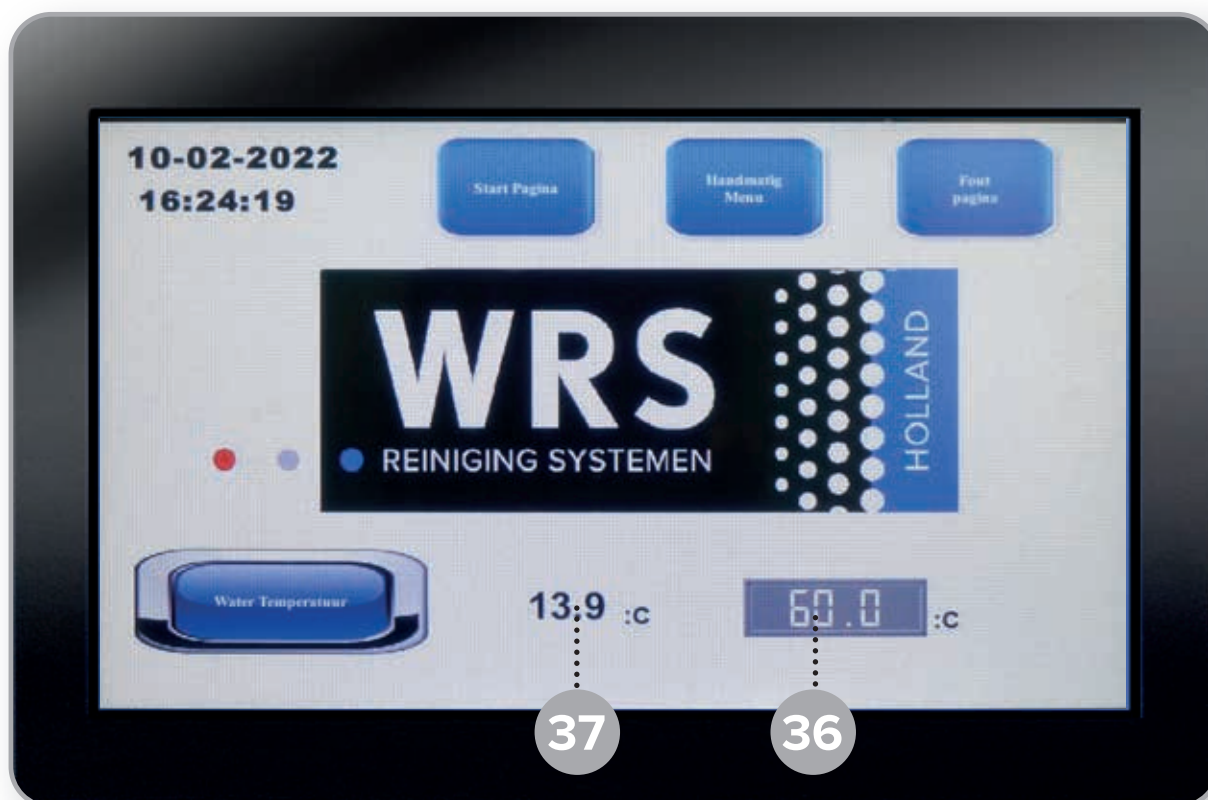 10-02-2022
16:24:19
Start Pagina
Handmatig
Menu
Fout
pagina
WRS
REINIGING SYSTEMEN
HOLLAND
Water Temperatuur
13.9 :C
60.0 :C
37
36